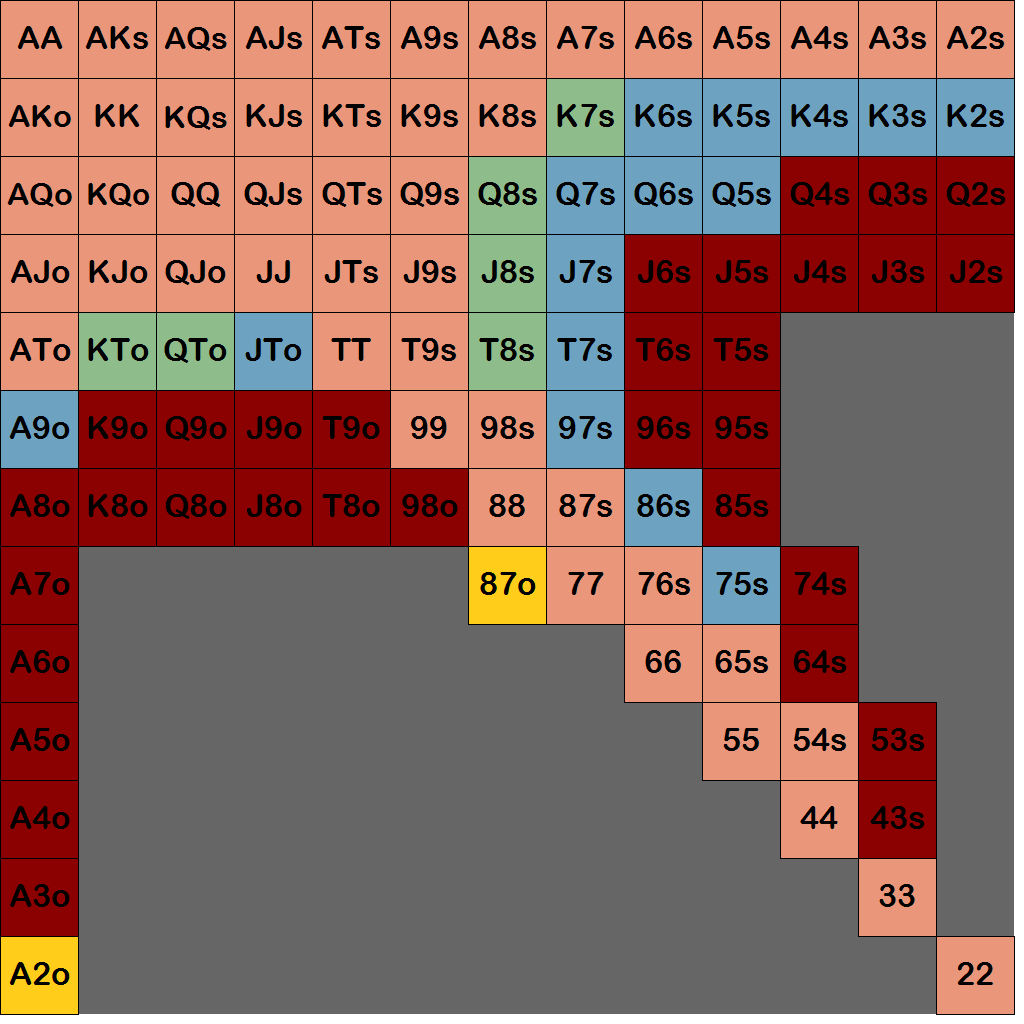 AA AKs AQs AJs ATs A9s A8s A7s A6s A5s A4s A3s A2s
AKo KK KQs KJs KTs K9s K8s K7s K6s K5s K4s K3s K2s
AQo KQo QQ QJs QTs Q9s Q8s Q7s Q6s Q5s Q4s Q3s Q2s
AJo KJo QJo JJ JTs J9s J8s J7s J6s J5s J4s J3s J2s
ATo KTo QTo JTo TT T9s T8s T7s T6s T5s
A9o K9o Q9o J9o T9o 99 98s 97s 96s 95s
A8o K8o Q8o J8o T8o 98o 88 87s 86s 85s
A7o 87o 77 76s 75s 74s
A6o 66 65s 64s
A5o 55 54s 53s
A4o 44 43s
A3o 33
A2o 22